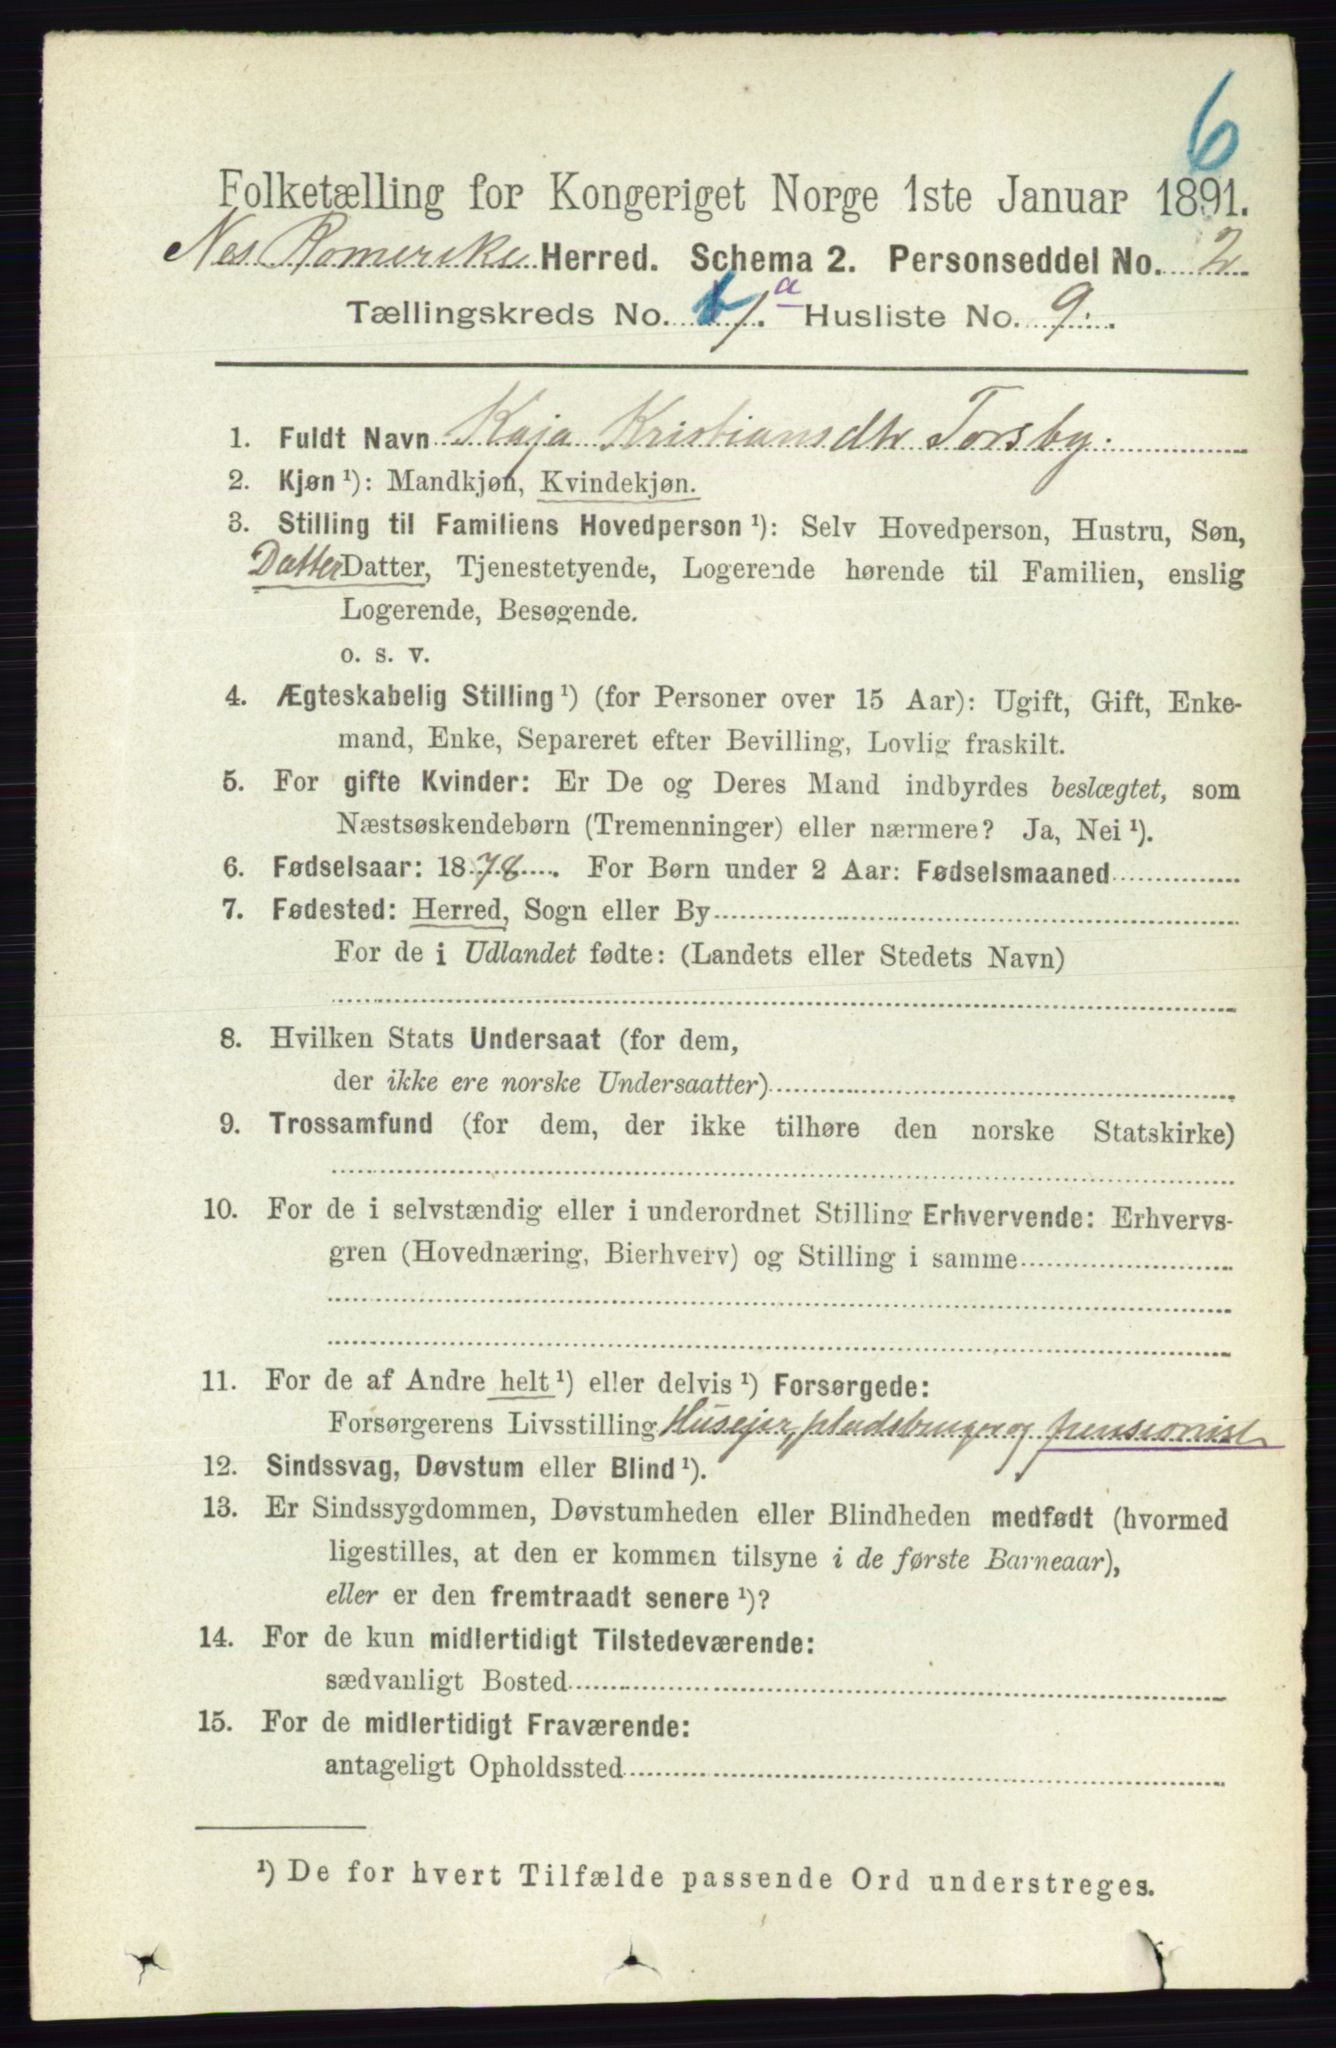 6
Folketælling for Kongeriget Norge 1ste Januar 1891.
Nes Romerike Herred. Schema 2. Personseddel No. 2
Tællingskreds No. 1.a Husliste No. 9.
1. Fuldt Navn Kaja Kristiansdtr Torsby.
2. Kjøn ¹): Mandkjøn, Kvindekjøn.
3. Stilling til Familiens Hovedperson ¹): Selv Hovedperson, Hustru, Søn,
Datter Datter, Tjenestetyende, Logerende hørende til Familien, enslig
Logerende, Besøgende.
o. s. v.
4. Ægteskabelig Stilling ¹) (for Personer over 15 Aar): Ugift, Gift, Enke-
mand, Enke, Separeret efter Bevilling, Lovlig fraskilt.
5. For gifte Kvinder: Er De og Deres Mand indbyrdes beslægtet, som
Næstsøskendebørn (Tremenninger) eller nærmere? Ja, Nei ¹).
6. Fødselsaar: 1878. For Børn under 2 Aar: Fødselsmaaned
7. Fødested: Herred, Sogn eller By
For de i Udlandet fødte: (Landets eller Stedets Navn)
8. Hvilken Stats Undersaat (for dem,
der ikke ere norske Undersaatter)
9. Trossamfund (for dem, der ikke tilhøre den norske Statskirke)
10. For de i selvstændig eller i underordnet Stilling Erhvervende: Erhvervs-
gren (Hovednæring, Bierhverv) og Stilling i samme
11. For de af Andre helt ¹) eller delvis ¹) Forsørgede:
Forsørgerens Livsstilling Husejer, pladsbruger og pensionist
12. Sindssvag, Døvstum eller Blind ¹).
13. Er Sindssygdommen, Døvstumheden eller Blindheden medfødt (hvormed
ligestilles, at den er kommen tilsyne i de første Barneaar),
eller er den fremtraadt senere ¹)?
14. For de kun midlertidigt Tilstedeværende:
sædvanligt Bosted
15. For de midlertidigt Fraværende:
antageligt Opholdssted
¹) De for hvert Tilfælde passende Ord understreges.